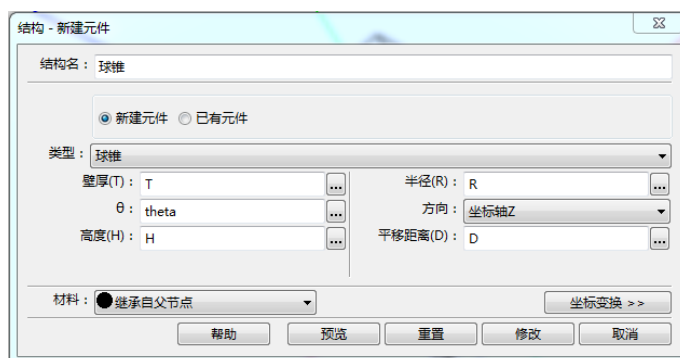 结构 - 新建元件
结构名： 球锥
新建元件 已有元件
类型： 球锥
壁厚(T)： T ... 半径(R)： R ...
θ： theta ... 方向： 坐标轴Z
高度(H)： H ... 平移距离(D)： D ...
材料： 继承自父节点 坐标变换 >>
帮助 预览 重置 修改 取消